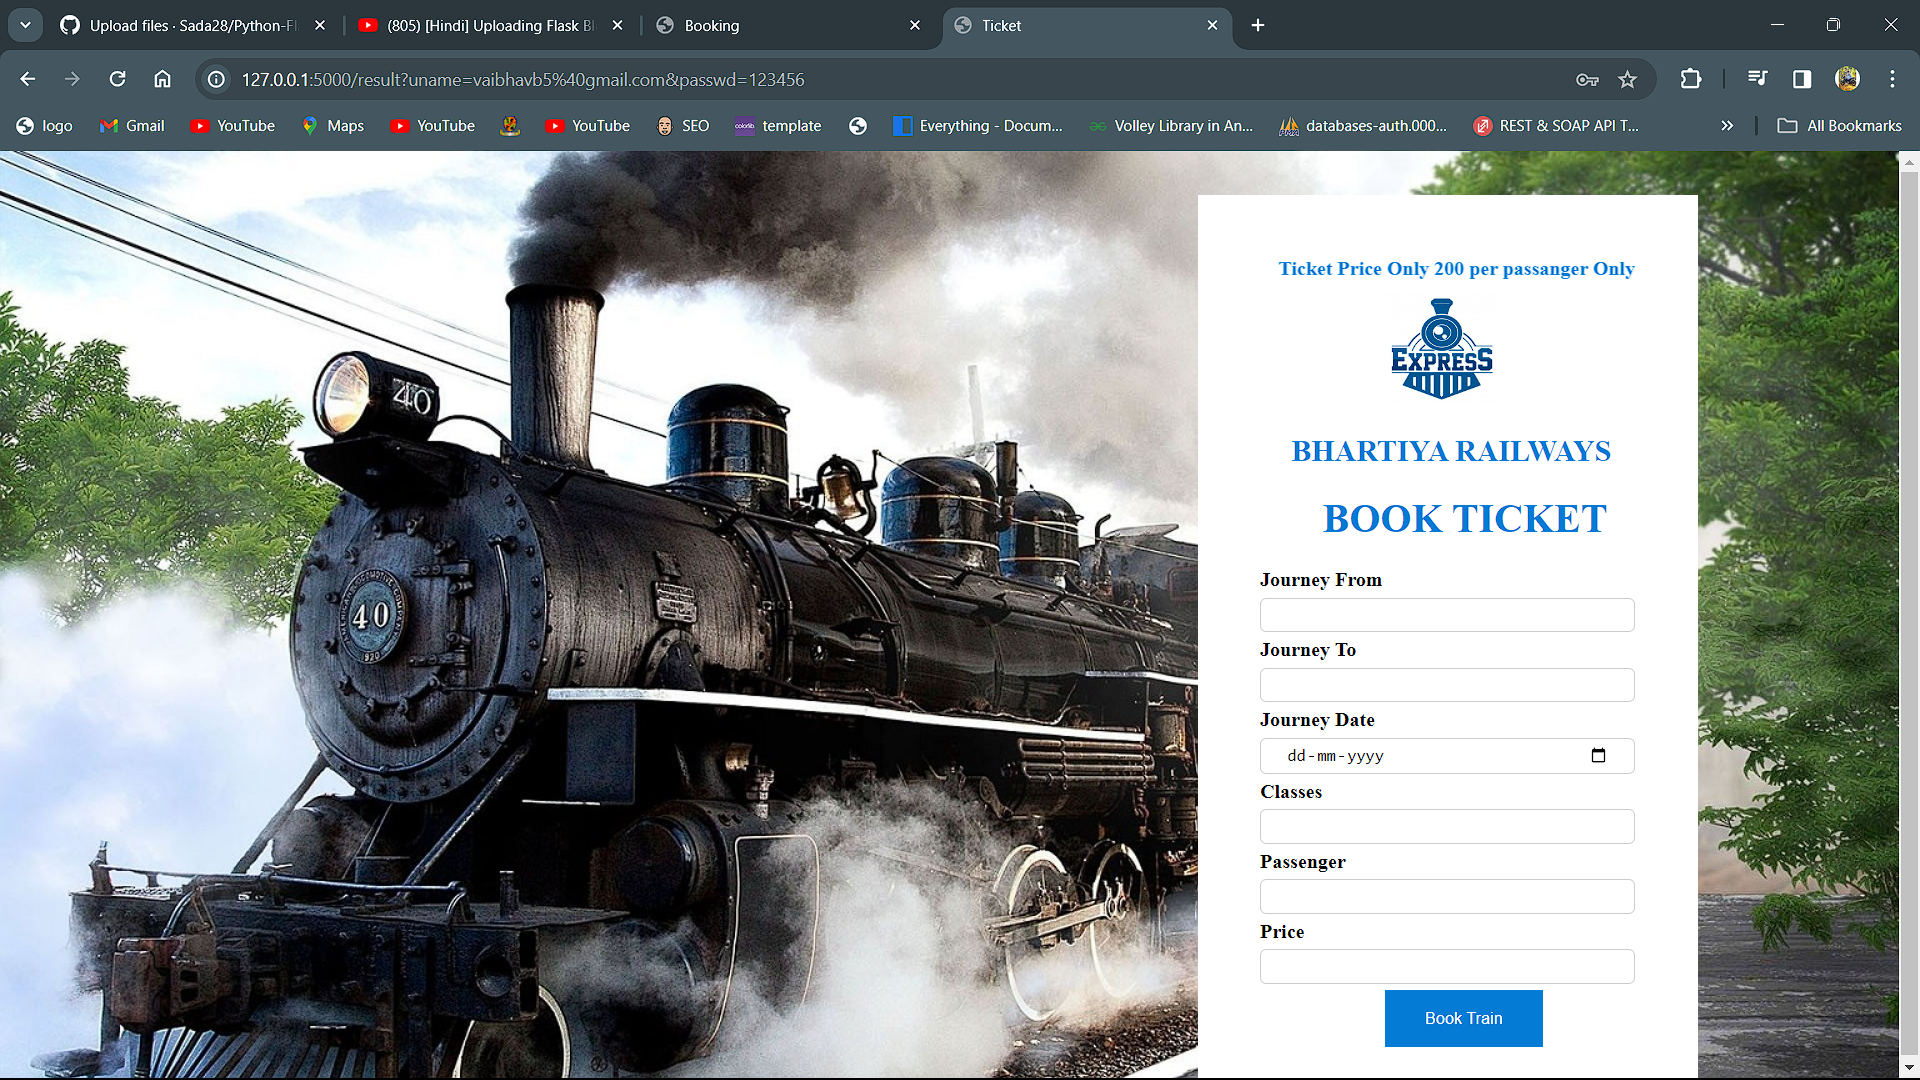 Upload files · Sada28/Python-Fl
(805) [Hindi] Uploading Flask Bl
Booking
Ticket
127.0.0.1:5000/result?uname=vaibhavb5%40gmail.com&passwd=123456
logo
Gmail
YouTube
Maps
YouTube
YouTube
SEO
colorlib
template
Everything - Docum...
Volley Library in An...
databases-auth.000...
REST & SOAP API T...
All Bookmarks
40
40
1920
Ticket Price Only 200 per passanger Only
EXPRESS
BHARTIYA RAILWAYS
BOOK TICKET
Journey From
Journey To
Journey Date
dd-mm-yyyy
Classes
Passenger
Price
Book Train